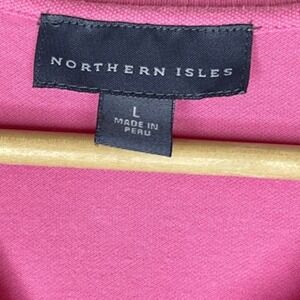 NORTHERN ISLES
L
MADE IN
PERU